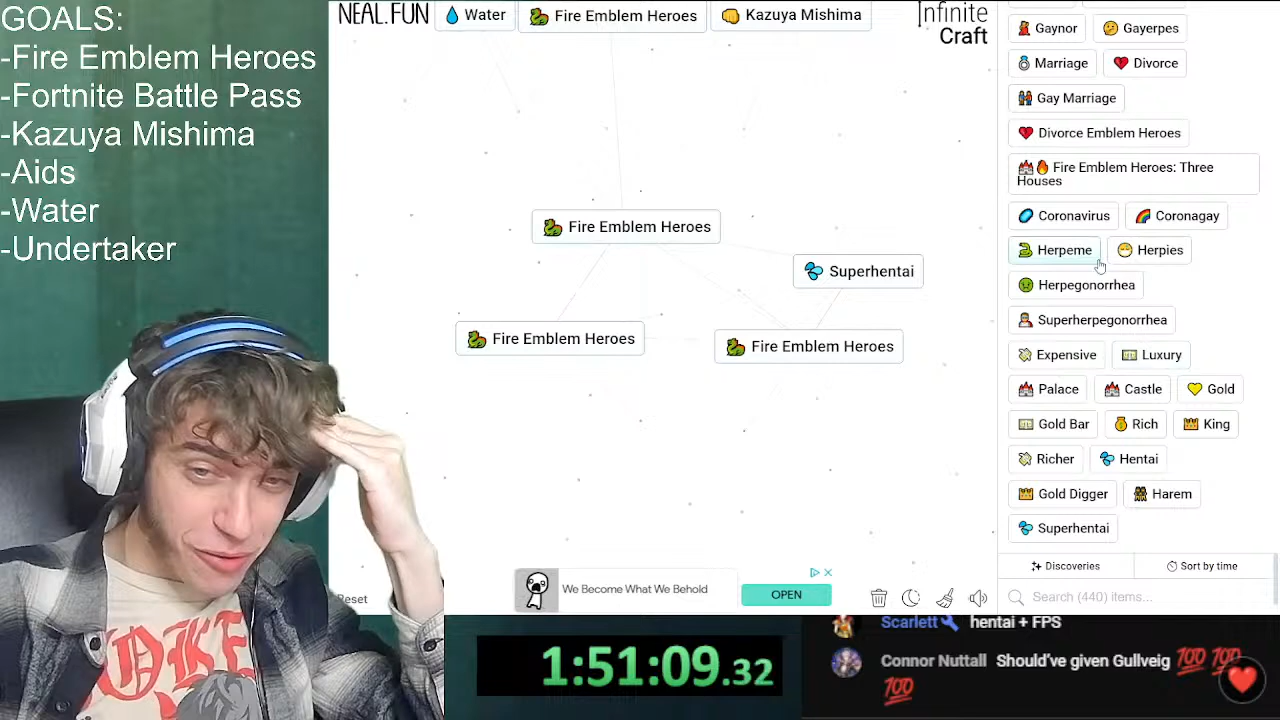 GOALS:
-Fire Emblem Heroes
-Fortnite Battle Pass
-Kazuya Mishima
-Aids
-Water
-Undertaker
NEAL.FUN
Water
Fire Emblem Heroes
Kazuya Mishima
Infinite
Craft
Fire Emblem Heroes
Superhentai
Fire Emblem Heroes
Fire Emblem Heroes
Gaynor
Gayerpes
Marriage
Divorce
Gay Marriage
Divorce Emblem Heroes
Fire Emblem Heroes: Three
Houses
Coronavirus
Coronagay
Herpeme
Herpies
Herpegonorrhea
Superherpegonorrhea
Expensive
Luxury
Palace
Castle
Gold
Gold Bar
Rich
King
Richer
Hentai
Gold Digger
Harem
Superhentai
Discoveries
Sort by time
Search (440) items...
We Become What We Behold
OPEN
Reset
1:51:09.32
Scarlett hentai + FPS
Connor Nuttall Should've given Gullveig 💯 💯
💯